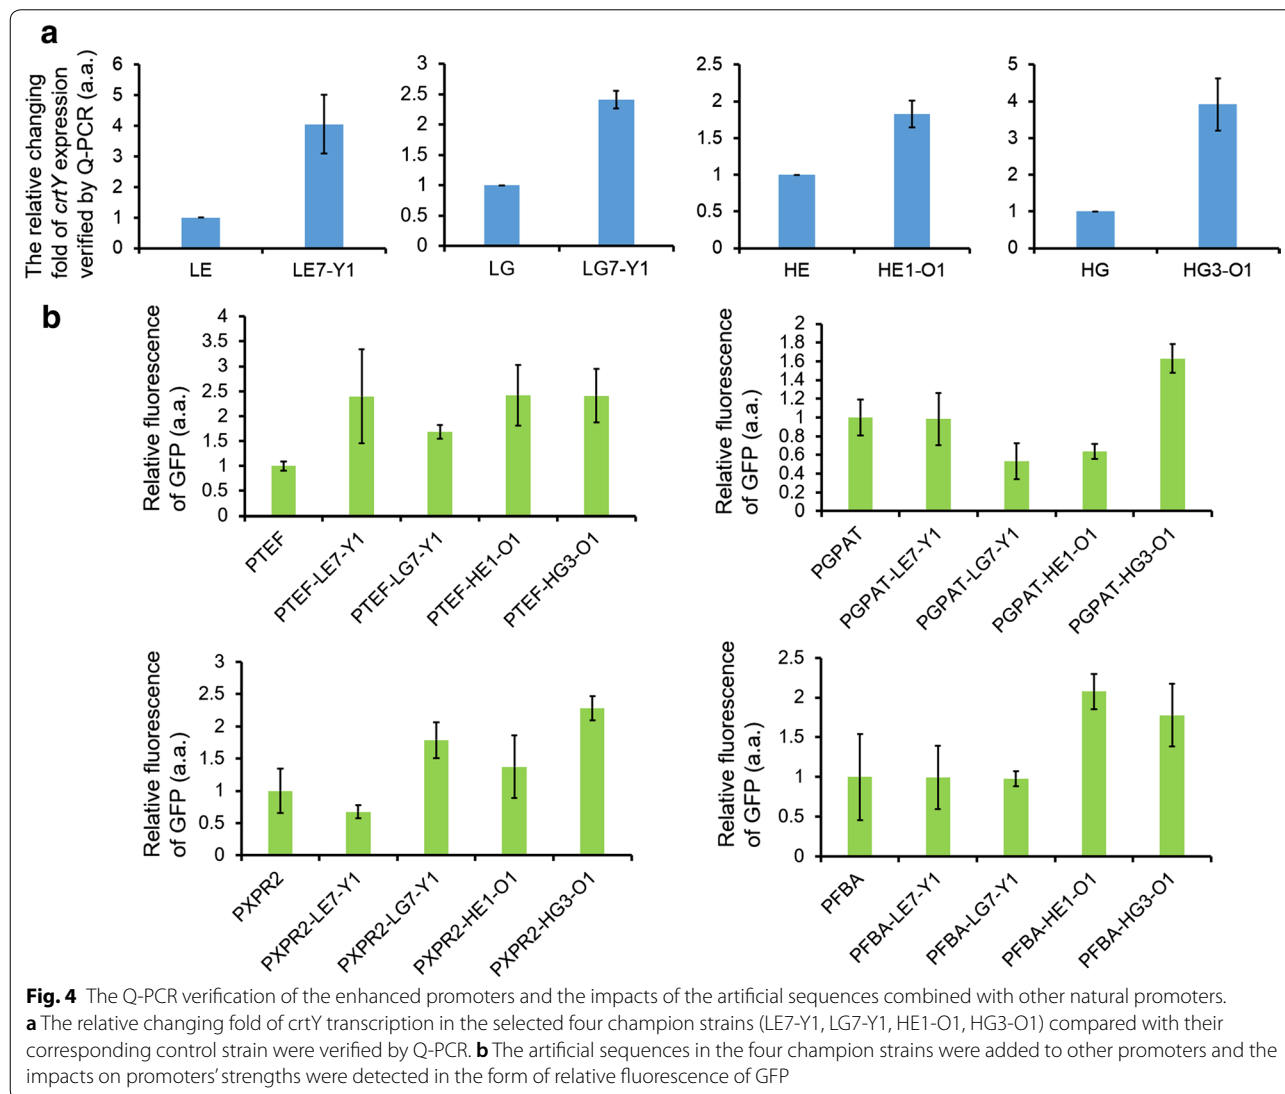 a
The relative changing
fold of crtY expression
verified by Q-PCR (a.a.)
6
5
4
3
2
1
0
LE
LE7-Y1
3
2.5
2
1.5
1
0.5
0
LG
LG7-Y1
2.5
2
1.5
1
0.5
0
HE
HE1-O1
5
4
3
2
1
0
HG
HG3-O1
b
Relative fluorescence
of GFP (a.a.)
4
3.5
3
2.5
2
1.5
1
0.5
0
PTEF
PTEF-LE7-Y1
PTEF-LG7-Y1
PTEF-HE1-O1
PTEF-HG3-O1
Relative fluorescence
of GFP (a.a.)
2
1.8
1.6
1.4
1.2
1
0.8
0.6
0.4
0.2
0
PGPAT
PGPAT-LE7-Y1
PGPAT-LG7-Y1
PGPAT-HE1-O1
PGPAT-HG3-O1
Relative fluorescence
of GFP (a.a.)
3
2.5
2
1.5
1
0.5
0
PXPR2
PXPR2-LE7-Y1
PXPR2-LG7-Y1
PXPR2-HE1-O1
PXPR2-HG3-O1
Relative fluorescence
of GFP (a.a.)
2.5
2
1.5
1
0.5
0
PFBA
PFBA-LE7-Y1
PFBA-LG7-Y1
PFBA-HE1-O1
PFBA-HG3-O1
Fig. 4 The Q-PCR verification of the enhanced promoters and the impacts of the artificial sequences combined with other natural promoters.
a The relative changing fold of crtY transcription in the selected four champion strains (LE7-Y1, LG7-Y1, HE1-O1, HG3-O1) compared with their
corresponding control strain were verified by Q-PCR. b The artificial sequences in the four champion strains were added to other promoters and the
impacts on promoters' strengths were detected in the form of relative fluorescence of GFP